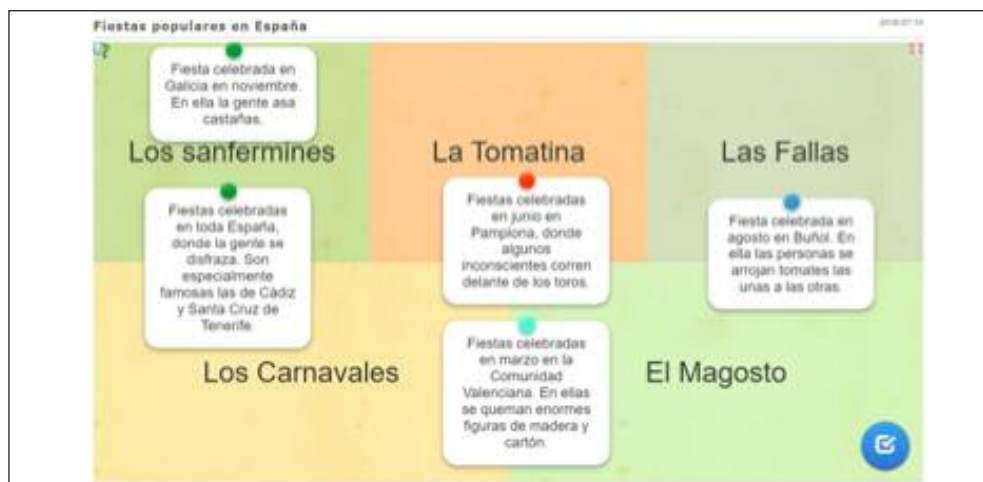 Fiestas populares en España
Fiesta celebrada en
Galicia en noviembre.
En ella la gente asa
castañas.
Los sanfermines
La Tomatina
Las Fallas
Fiestas celebradas
en toda España,
donde la gente se
disfraza. Son
especialmente
famosas las de Cádiz
y Santa Cruz de
Tenerife.
Fiestas celebradas
en junio en
Pamplona, donde
algunos
inconscientes corren
delante de los toros.
Fiesta celebrada en
agosto en Buñol. En
ella las personas se
arrojan tomates las
unas a las otras.
Los Carnavales
Fiestas celebradas
en marzo en la
Comunidad
Valenciana. En ellas
se queman enormes
figuras de madera y
cartón.
El Magosto